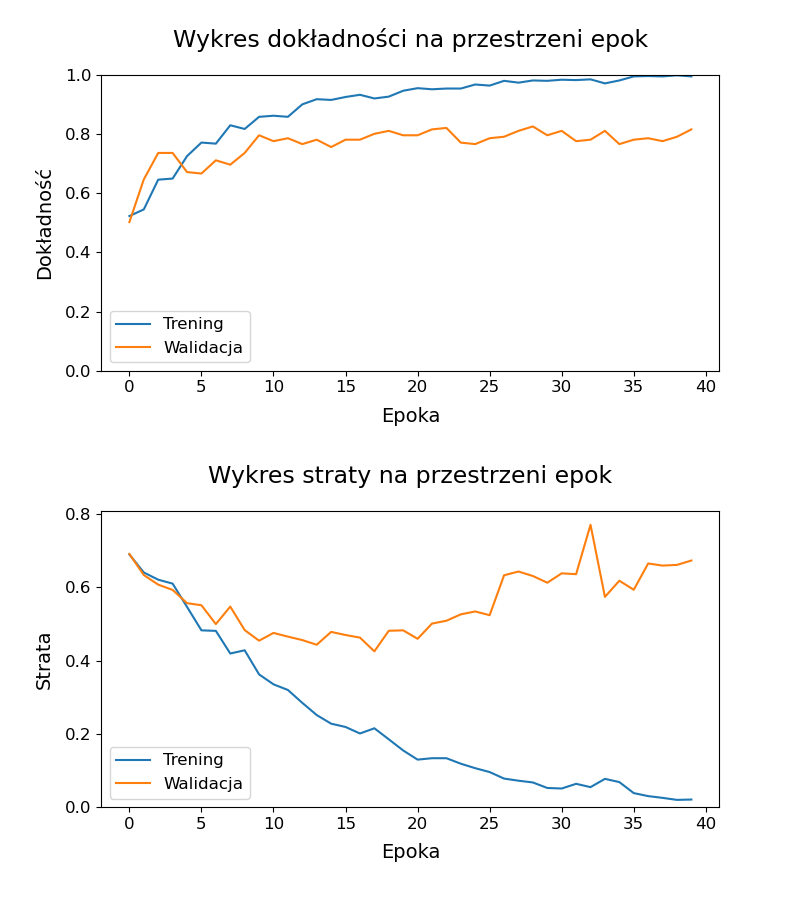 Wykres dokładności na przestrzeni epok
1.0
0.8
0.6
0.4
0.2
0.0
Dokładność
Trening
Walidacja
0 5 10 15 20 25 30 35 40
Epoka
Wykres straty na przestrzeni epok
0.8
0.6
0.4
0.2
0.0
Strata
Trening
Walidacja
0 5 10 15 20 25 30 35 40
Epoka